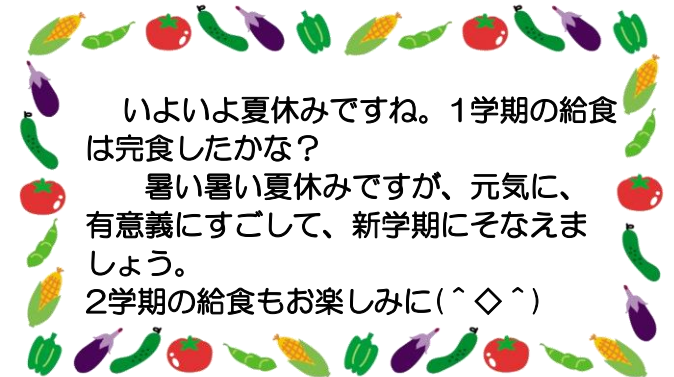 いよいよ夏休みですね。1学期の給食
は完食したかな？
暑い暑い夏休みですが、元気に、
有意義にすごして、新学期にそなえま
しょう。
2学期の給食もお楽しみに(＾◇＾)